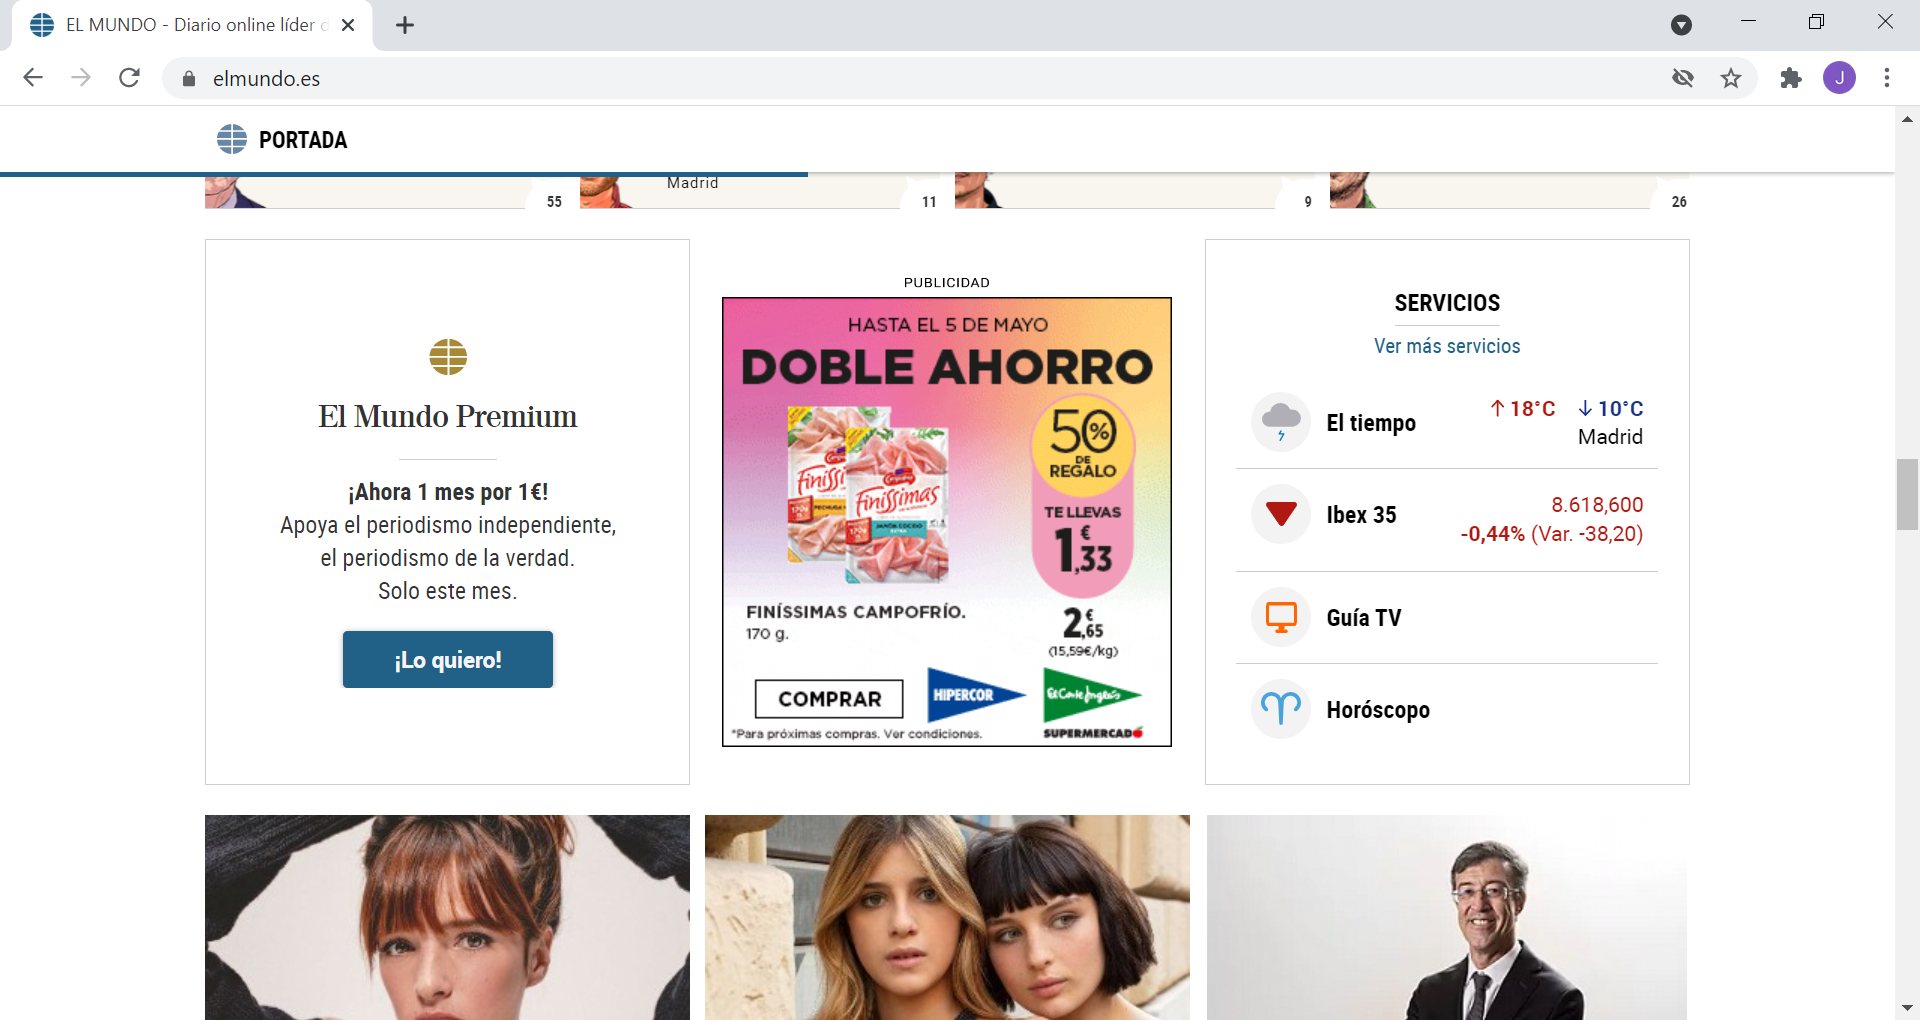 EL MUNDO - Diario online líder
elmundo.es
J
PORTADA
Madrid
55
11
9
26
El Mundo Premium
¡Ahora 1 mes por 1€!
Apoya el periodismo independiente,
el periodismo de la verdad.
Solo este mes.
¡Lo quiero!
PUBLICIDAD
HASTA EL 5 DE MAYO
DOBLE AHORRO
50%
DE
REGALO
TE LLEVAS
1,33 €
Finíssimas
Finíssimas
FINÍSSIMAS CAMPOFRÍO.
170 g.
2,65 €
(15,59€/kg)
COMPRAR
HIPERCOR
El Corte Inglés
SUPERMERCADO
*Para próximas compras. Ver condiciones.
SERVICIOS
Ver más servicios
El tiempo
↑ 18°C ↓ 10°C
Madrid
Ibex 35
8.618,600
-0,44% (Var. -38,20)
Guía TV
Horóscopo